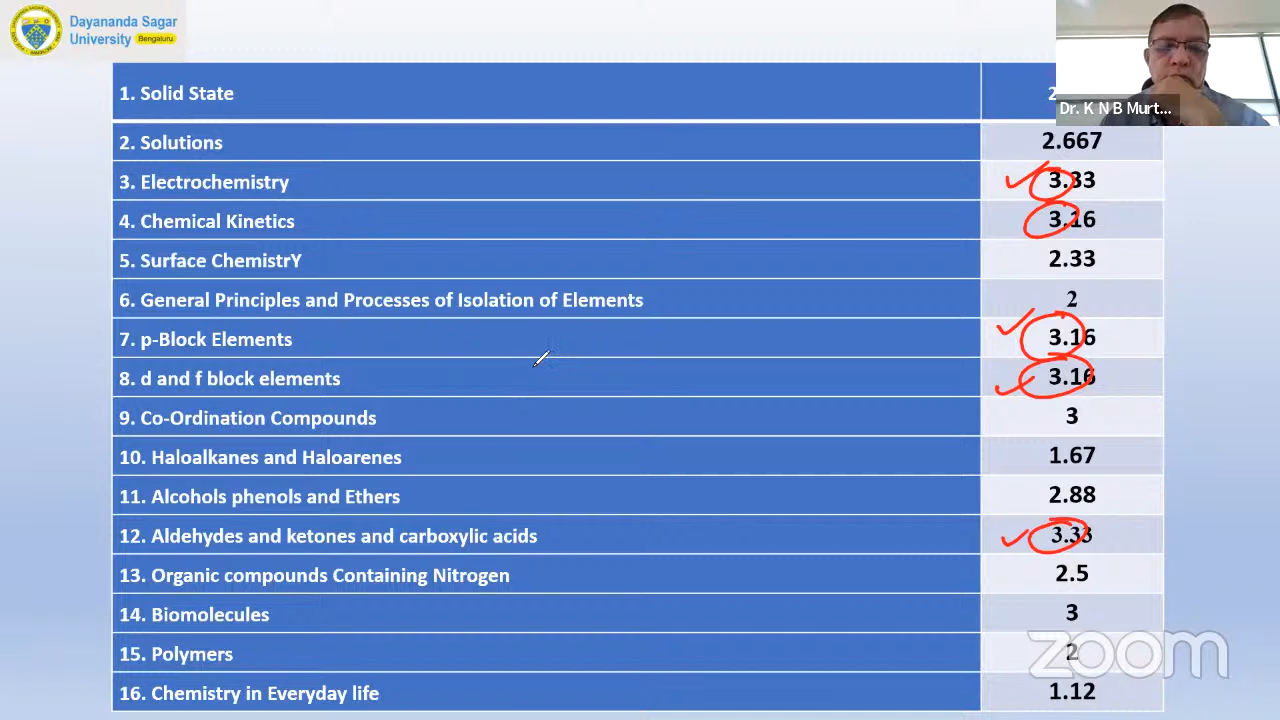 Dayananda Sagar
University Bengaluru
Dr. K N B Murt...
1. Solid State 2
2. Solutions 2.667
3. Electrochemistry 3.33
4. Chemical Kinetics 3.16
5. Surface ChemistrY 2.33
6. General Principles and Processes of Isolation of Elements 2
7. p-Block Elements 3.16
8. d and f block elements 3.16
9. Co-Ordination Compounds 3
10. Haloalkanes and Haloarenes 1.67
11. Alcohols phenols and Ethers 2.88
12. Aldehydes and ketones and carboxylic acids 3.33
13. Organic compounds Containing Nitrogen 2.5
14. Biomolecules 3
15. Polymers 2
16. Chemistry in Everyday life 1.12
zoom